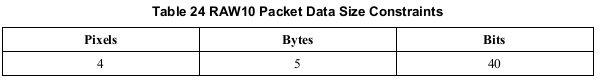 Table 24 RAW10 Packet Data Size Constraints
Pixels Bytes Bits
4 5 40